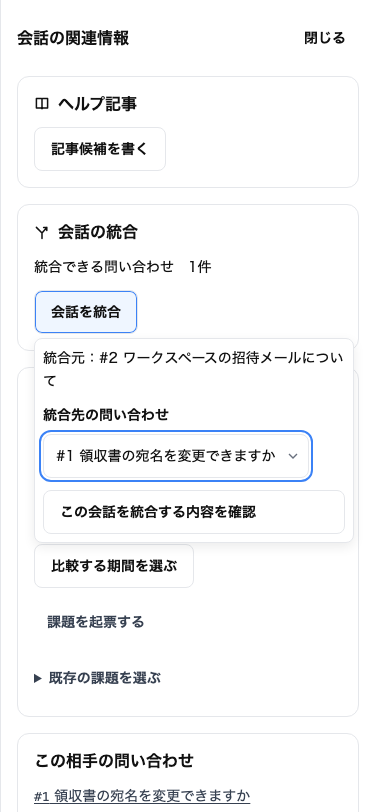 会話の関連情報
閉じる
ヘルプ記事
記事候補を書く
会話の統合
統合できる問い合わせ 1件
会話を統合
統合元：#2 ワークスペースの招待メールについ
て
統合先の問い合わせ
#1 領収書の宛名を変更できますか
この会話を統合する内容を確認
比較する期間を選ぶ
課題を起票する
▶ 既存の課題を選ぶ
この相手の問い合わせ
#1 領収書の宛名を変更できますか